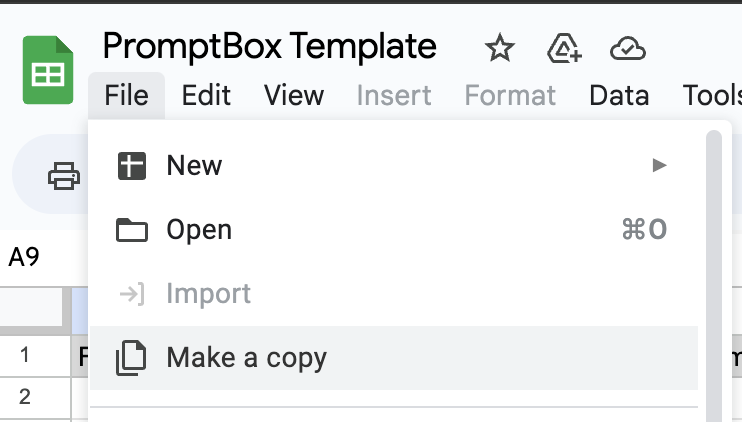 PromptBox Template
File Edit View Insert Format Data Tools
New
Open ⌘O
Import
A9
Make a copy
1
2